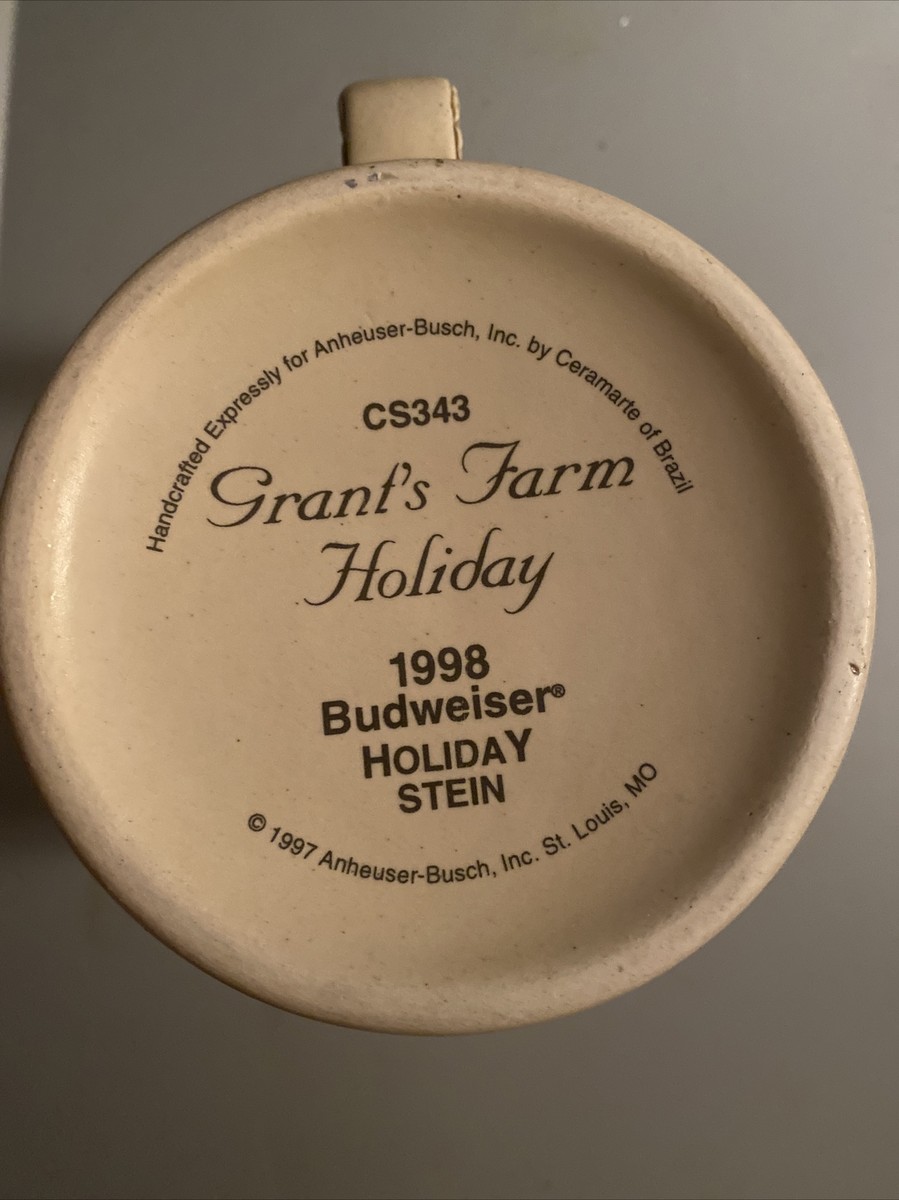 Handcrafted Expressly for Anheuser-Busch, Inc. by Ceramarte of Brazil
CS343
Grant's Farm
Holiday
1998
Budweiser®
HOLIDAY
STEIN
© 1997 Anheuser-Busch, Inc. St. Louis, MO